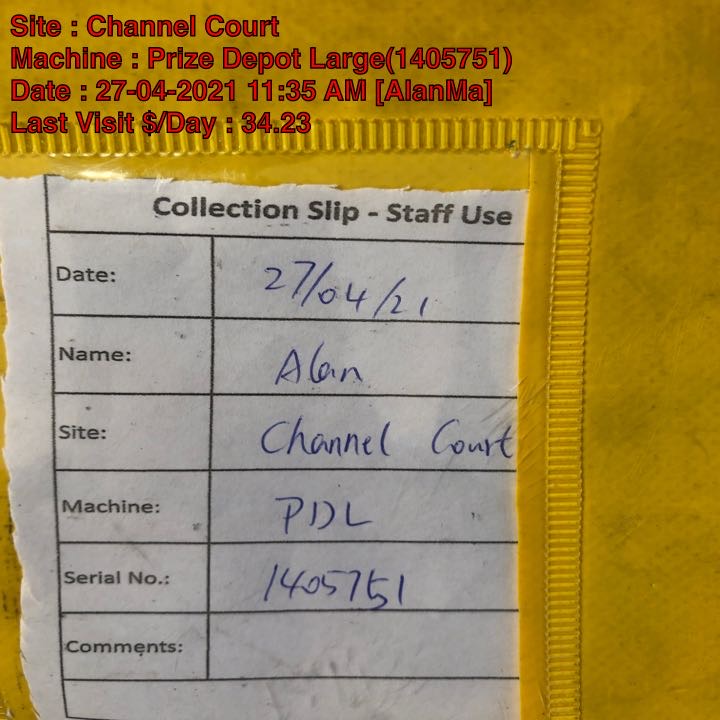 Site : Channel Court
Machine : Prize Depot Large(1405751)
Date : 27-04-2021 11:35 AM [AlanMa]
Last Visit $/Day : 34.23
Collection Slip - Staff Use
Date: 27/04/21
Name: Alan
Site: Channel Court
Machine: PDL
Serial No.: 1405751
Comments: